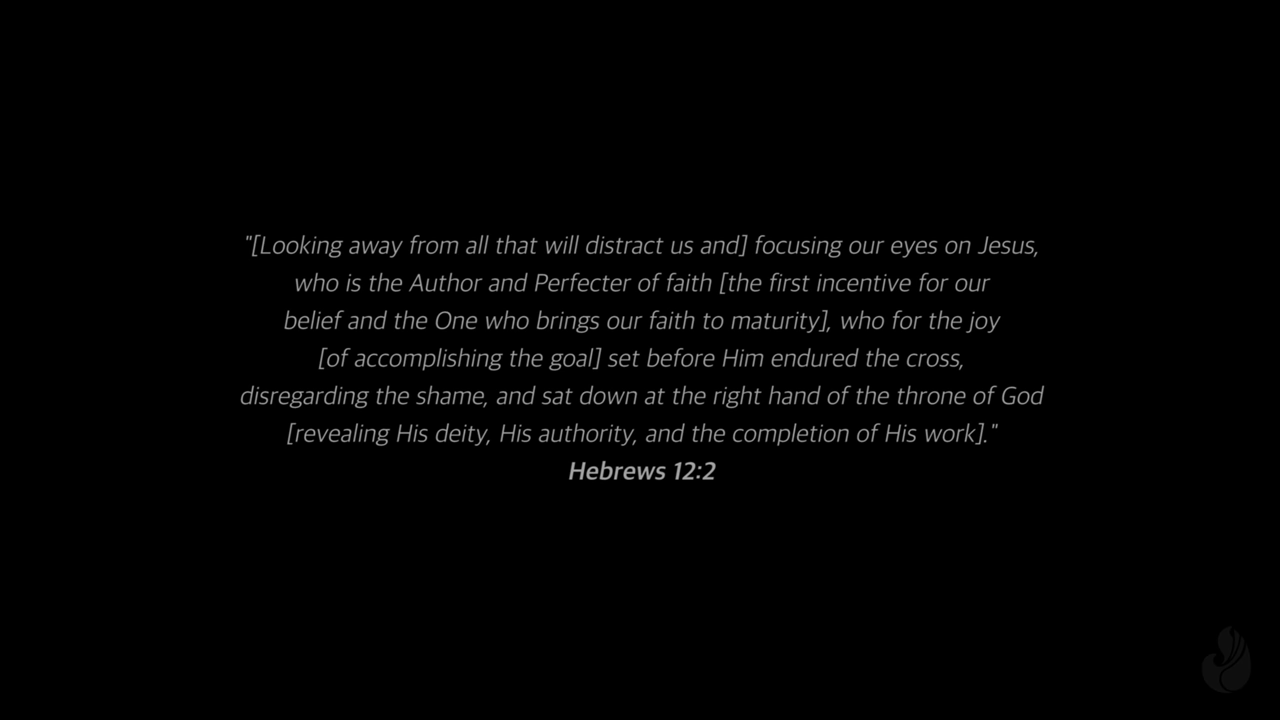 "[Looking away from all that will distract us and] focusing our eyes on Jesus,
who is the Author and Perfecter of faith [the first incentive for our
belief and the One who brings our faith to maturity], who for the joy
[of accomplishing the goal] set before Him endured the cross,
disregarding the shame, and sat down at the right hand of the throne of God
[revealing His deity, His authority, and the completion of His work]."
Hebrews 12:2